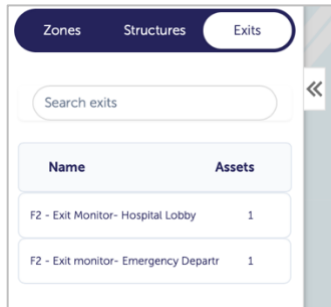 Zones Structures Exits
Search exits
Name Assets
F2 - Exit Monitor- Hospital Lobby 1
F2 - Exit monitor- Emergency Departr 1